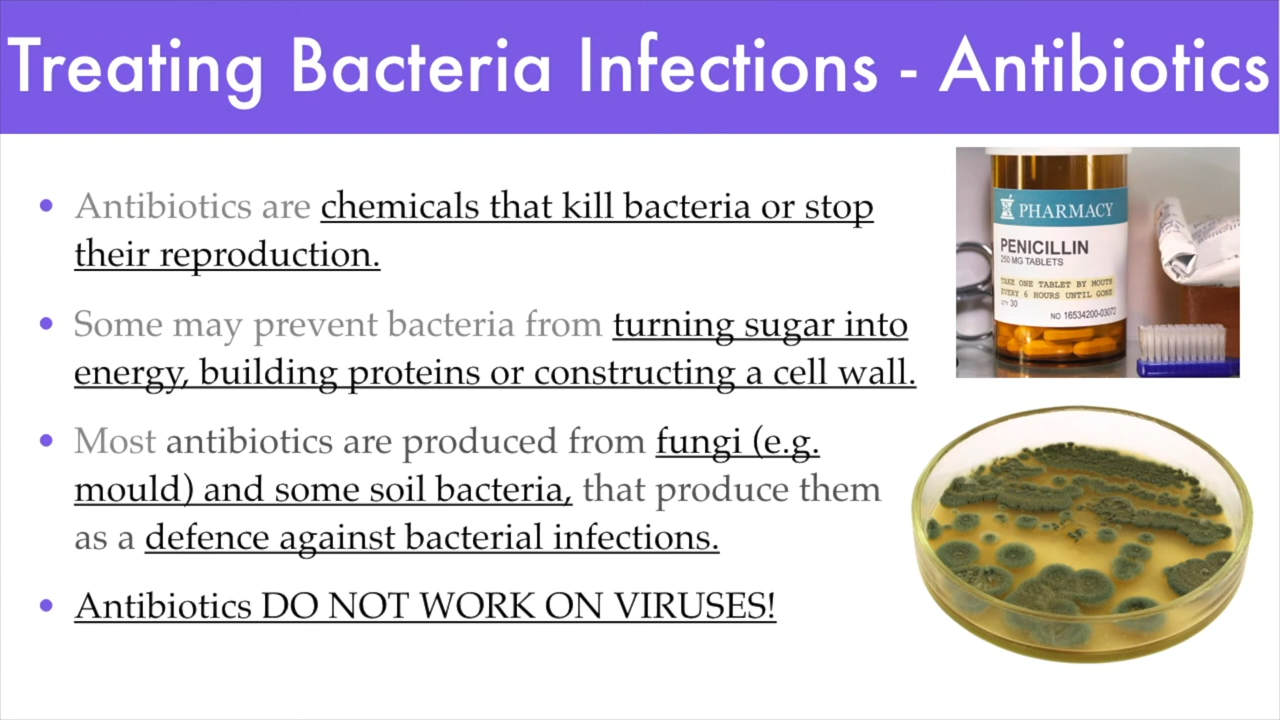 Treating Bacteria Infections - Antibiotics
• Antibiotics are chemicals that kill bacteria or stop
their reproduction.
• Some may prevent bacteria from turning sugar into
energy, building proteins or constructing a cell wall.
• Most antibiotics are produced from fungi (e.g.
mould) and some soil bacteria, that produce them
as a defence against bacterial infections.
• Antibiotics DO NOT WORK ON VIRUSES!
PHARMACY
PENICILLIN
250 MG TABLETS
TAKE ONE TABLET BY MOUTH
EVERY 6 HOURS UNTIL GONE
QTY 30
NO 16534200-03072